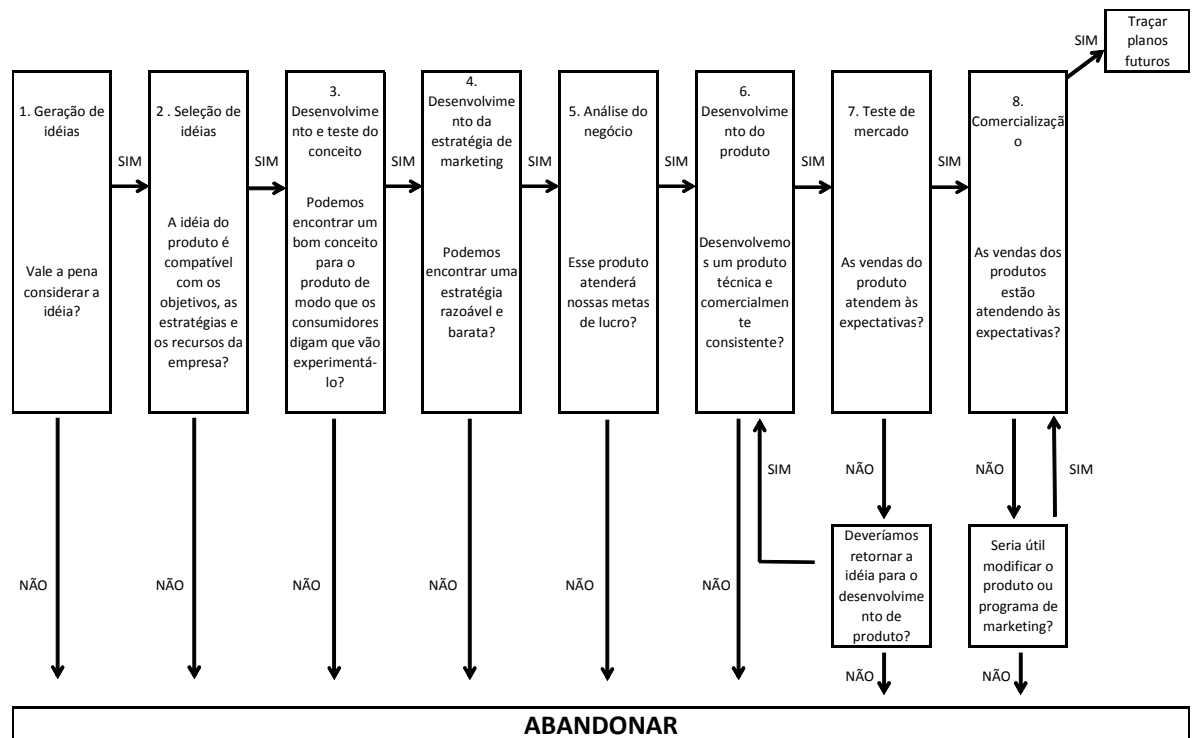 Traçar
planos
futuros
SIM
1. Geração de
idéias
Vale a pena
considerar a
idéia?
SIM
2 . Seleção de
idéias
A idéia do
produto é
compatível
com os
objetivos, as
estratégias e
os recursos da
empresa?
SIM
3.
Desenvolvime
nto e teste do
conceito
Podemos
encontrar um
bom conceito
para o
produto de
modo que os
consumidores
digam que vão
experimentá-
lo?
SIM
4.
Desenvolvime
nto da
estratégia de
marketing
Podemos
encontrar uma
estratégia
razoável e
barata?
SIM
5. Análise do
negócio
Esse produto
atenderá
nossas metas
de lucro?
SIM
6.
Desenvolvime
nto do
produto
Desenvolvemo
s um produto
técnica e
comercialmen
te
consistente?
SIM
7. Teste de
mercado
As vendas do
produto
atendem às
expectativas?
SIM
8.
Comercializaçã
o
As vendas dos
produtos
estão
atendendo às
expectativas?
SIM
NÃO
NÃO
SIM
Deveríamos
retornar a
idéia para o
desenvolvime
nto de
produto?
Seria útil
modificar o
produto ou
programa de
marketing?
NÃO
NÃO
NÃO
NÃO
NÃO
NÃO
NÃO
NÃO
ABANDONAR